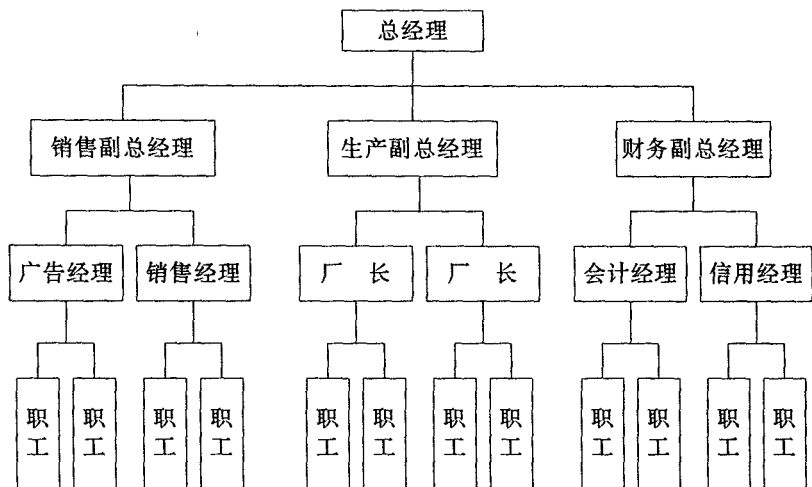 总经理
销售副总经理 生产副总经理 财务副总经理
广告经理 销售经理 厂 长 厂 长 会计经理 信用经理
职工 职工 职工 职工 职工 职工 职工 职工 职工 职工 职工 职工